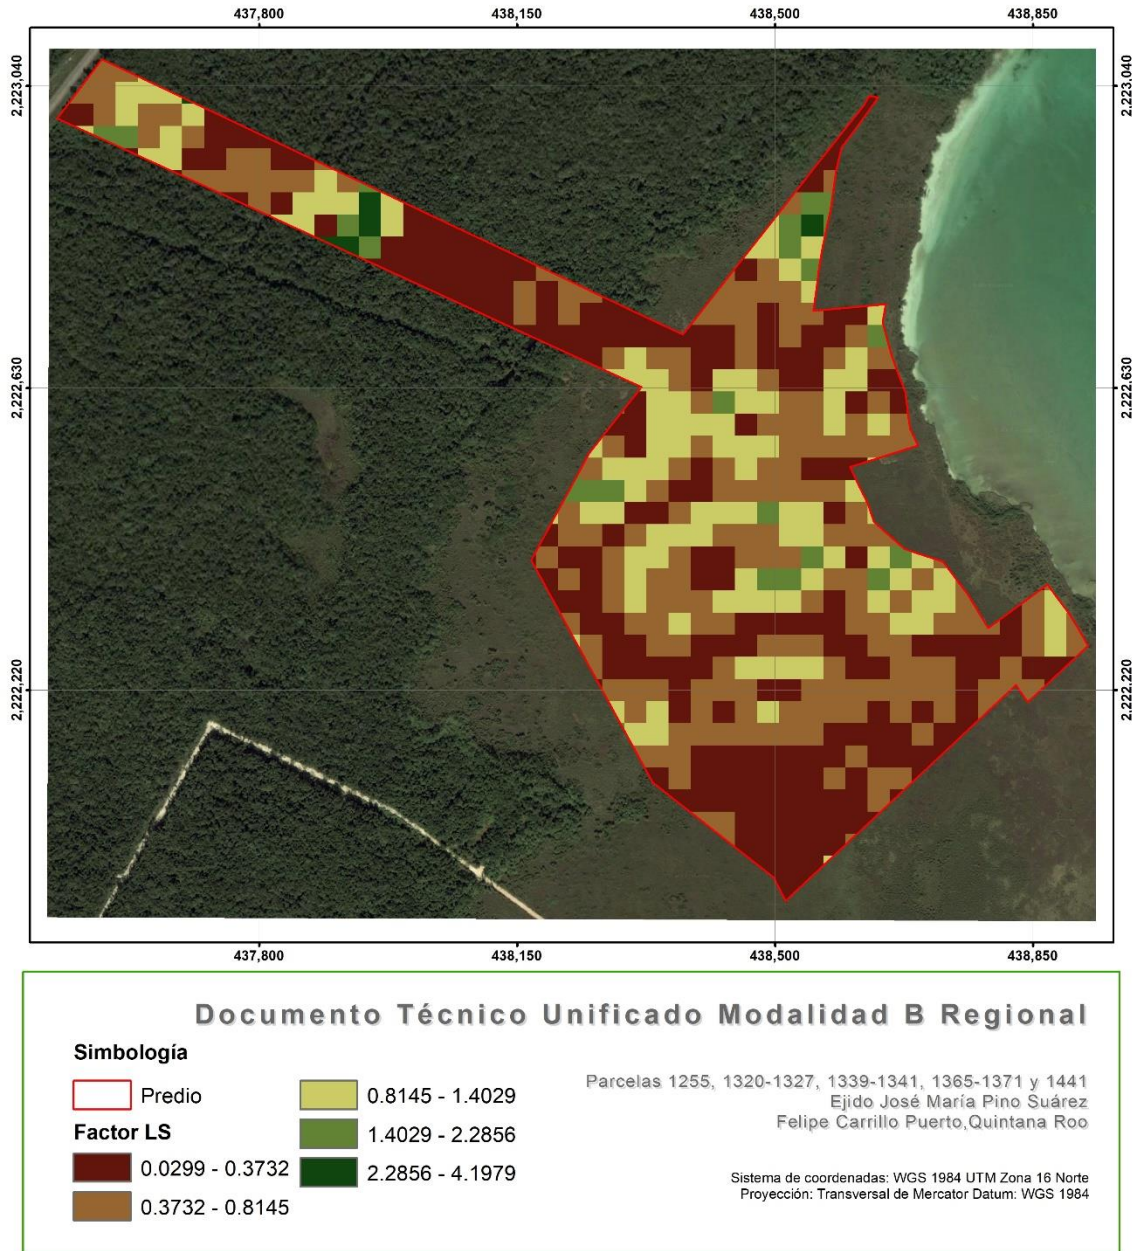 437,800
438,150
438,500
438,850
2,223,040
2,223,040
2,222,630
2,222,630
2,222,220
2,222,220
437,800
438,150
438,500
438,850
Documento Técnico Unificado Modalidad B Regional
Simbología
Predio
Factor LS
0.0299 - 0.3732
0.3732 - 0.8145
0.8145 - 1.4029
1.4029 - 2.2856
2.2856 - 4.1979
Parcelas 1255, 1320-1327, 1339-1341, 1365-1371 y 1441
Ejido José María Pino Suárez
Felipe Carrillo Puerto,Quintana Roo
Sistema de coordenadas: WGS 1984 UTM Zona 16 Norte
Proyección: Transversal de Mercator Datum: WGS 1984